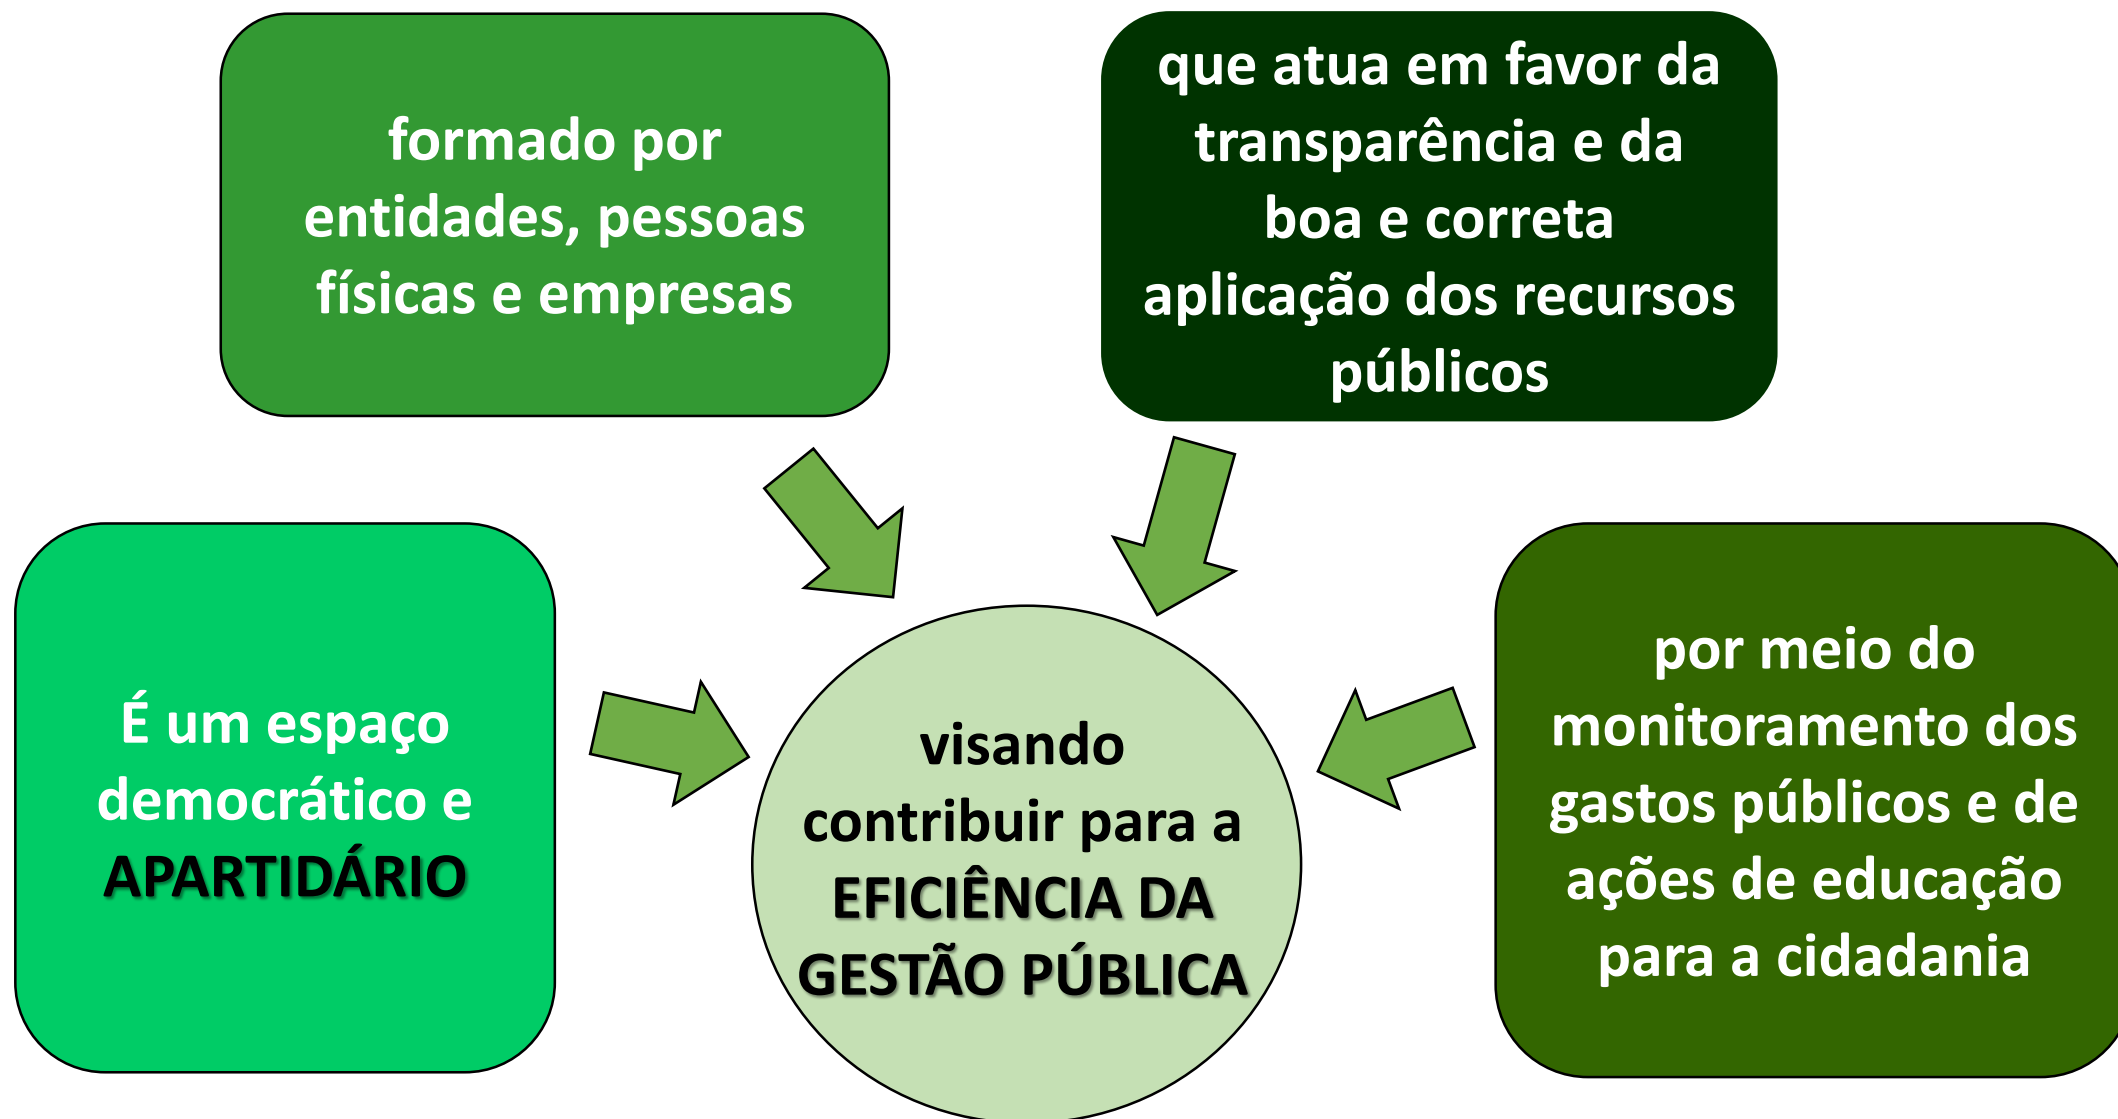 É um espaço
democrático e
APARTIDÁRIO
formado por
entidades, pessoas
físicas e empresas
que atua em favor da
transparência e da
boa e correta
aplicação dos recursos
públicos
por meio do
monitoramento dos
gastos públicos e de
ações de educação
para a cidadania
visando
contribuir para a
EFICIÊNCIA DA
GESTÃO PÚBLICA